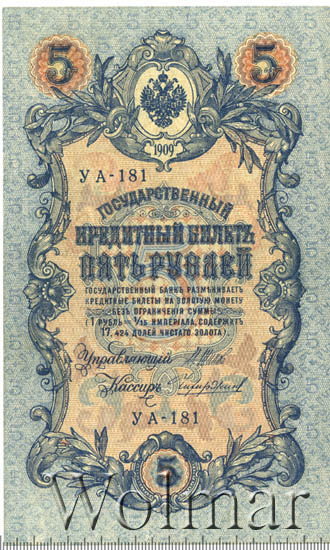 5 5
1909
УА-181
ГОСУДАРСТВЕННЫЙ
КРЕДИТНЫЙ БИЛЕТЪ
ПЯТЬ РУБЛЕЙ
ГОСУДАРСТВЕННЫЙ БАНКЪ РАЗМѢНИВАЕТЪ
КРЕДИТНЫЕ БИЛЕТЫ НА ЗОЛОТУЮ МОНЕТУ
БЕЗЪ ОГРАНИЧЕНІЯ СУММЫ
(1 РУБЛЬ = 1/15 ИМПЕРІАЛА, СОДЕРЖИТЪ
17,424 ДОЛЕЙ ЧИСТАГО ЗОЛОТА).
Управляющій
Кассиръ
УА-181
5
Wolmar